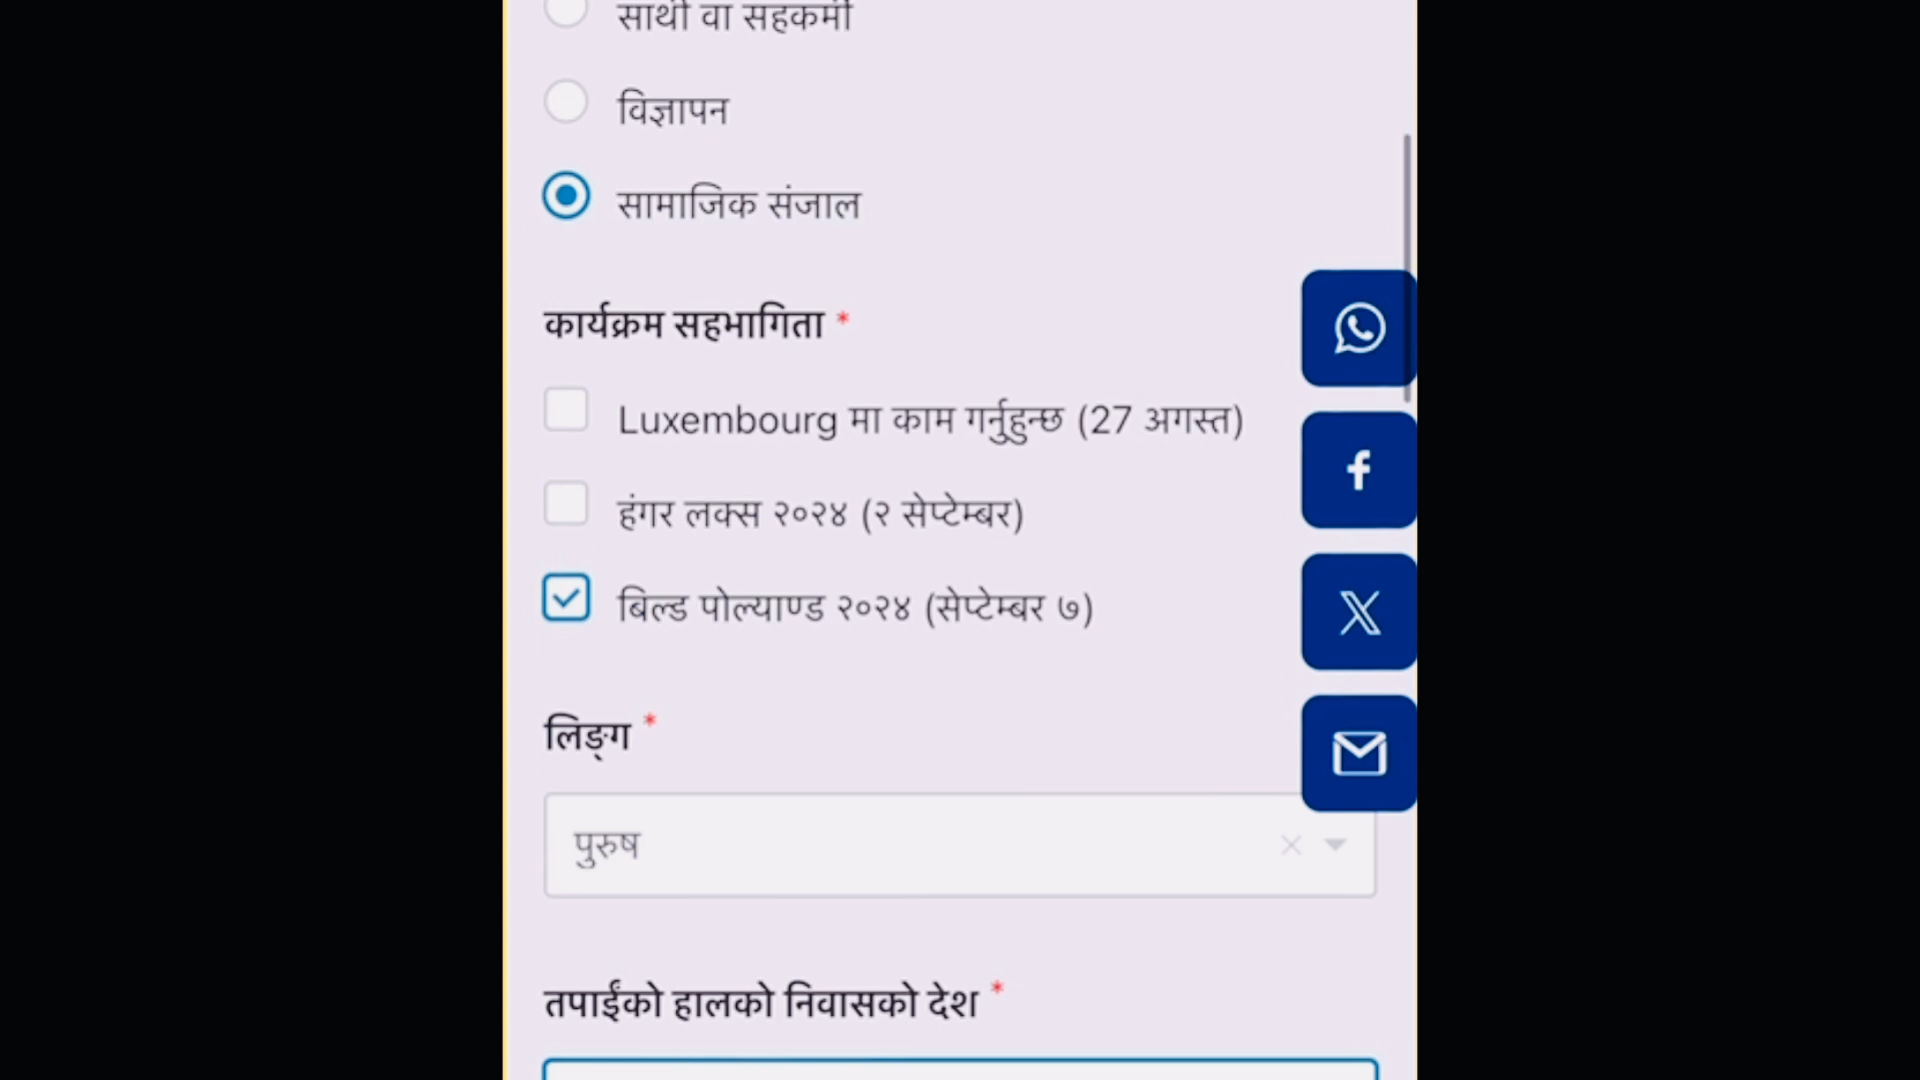 साथी वा सहकर्मी
विज्ञापन
सामाजिक संजाल
कार्यक्रम सहभागिता *
Luxembourg मा काम गर्नुहुन्छ (27 अगस्त)
हंगर लक्स २०२४ (२ सेप्टेम्बर)
बिल्ड पोल्याण्ड २०२४ (सेप्टेम्बर ७)
लिङ्ग *
पुरुष
तपाईंको हालको निवासको देश *